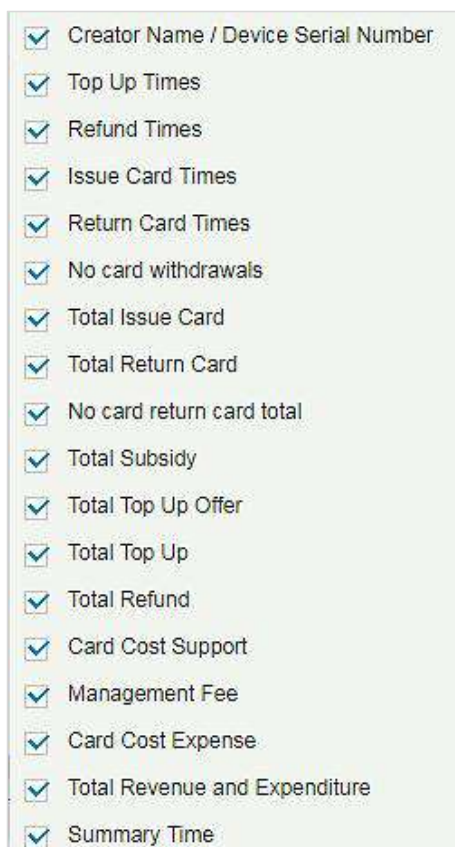 Creator Name / Device Serial Number
Top Up Times
Refund Times
Issue Card Times
Return Card Times
No card withdrawals
Total Issue Card
Total Return Card
No card return card total
Total Subsidy
Total Top Up Offer
Total Top Up
Total Refund
Card Cost Support
Management Fee
Card Cost Expense
Total Revenue and Expenditure
Summary Time